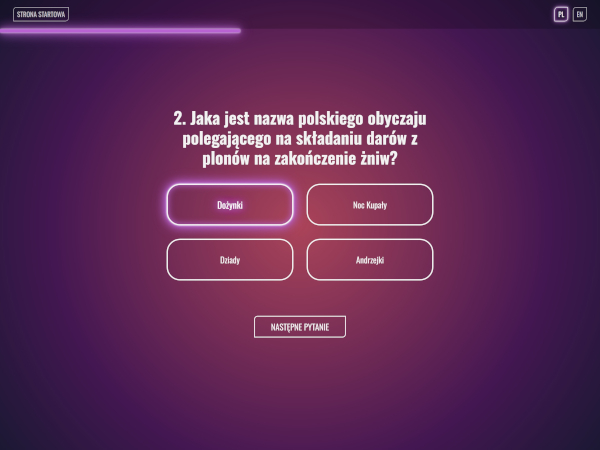 STRONA STARTOWA
PL
EN
2. Jaka jest nazwa polskiego obyczaju
polegającego na składaniu darów z
plonów na zakończenie żniw?
Dożynki
Noc Kupały
Dziady
Andrzejki
NASTĘPNE PYTANIE